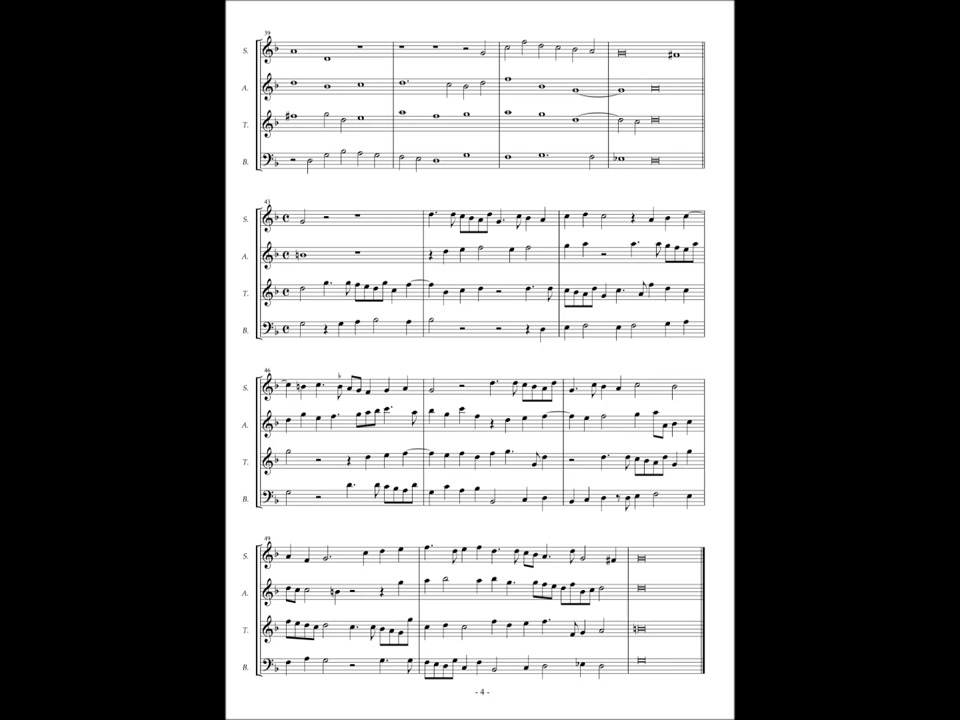 39
S.
A.
T.
B.
43
S.
A.
T.
B.
46
S.
A.
T.
B.
49
S.
A.
T.
B.
- 4 -